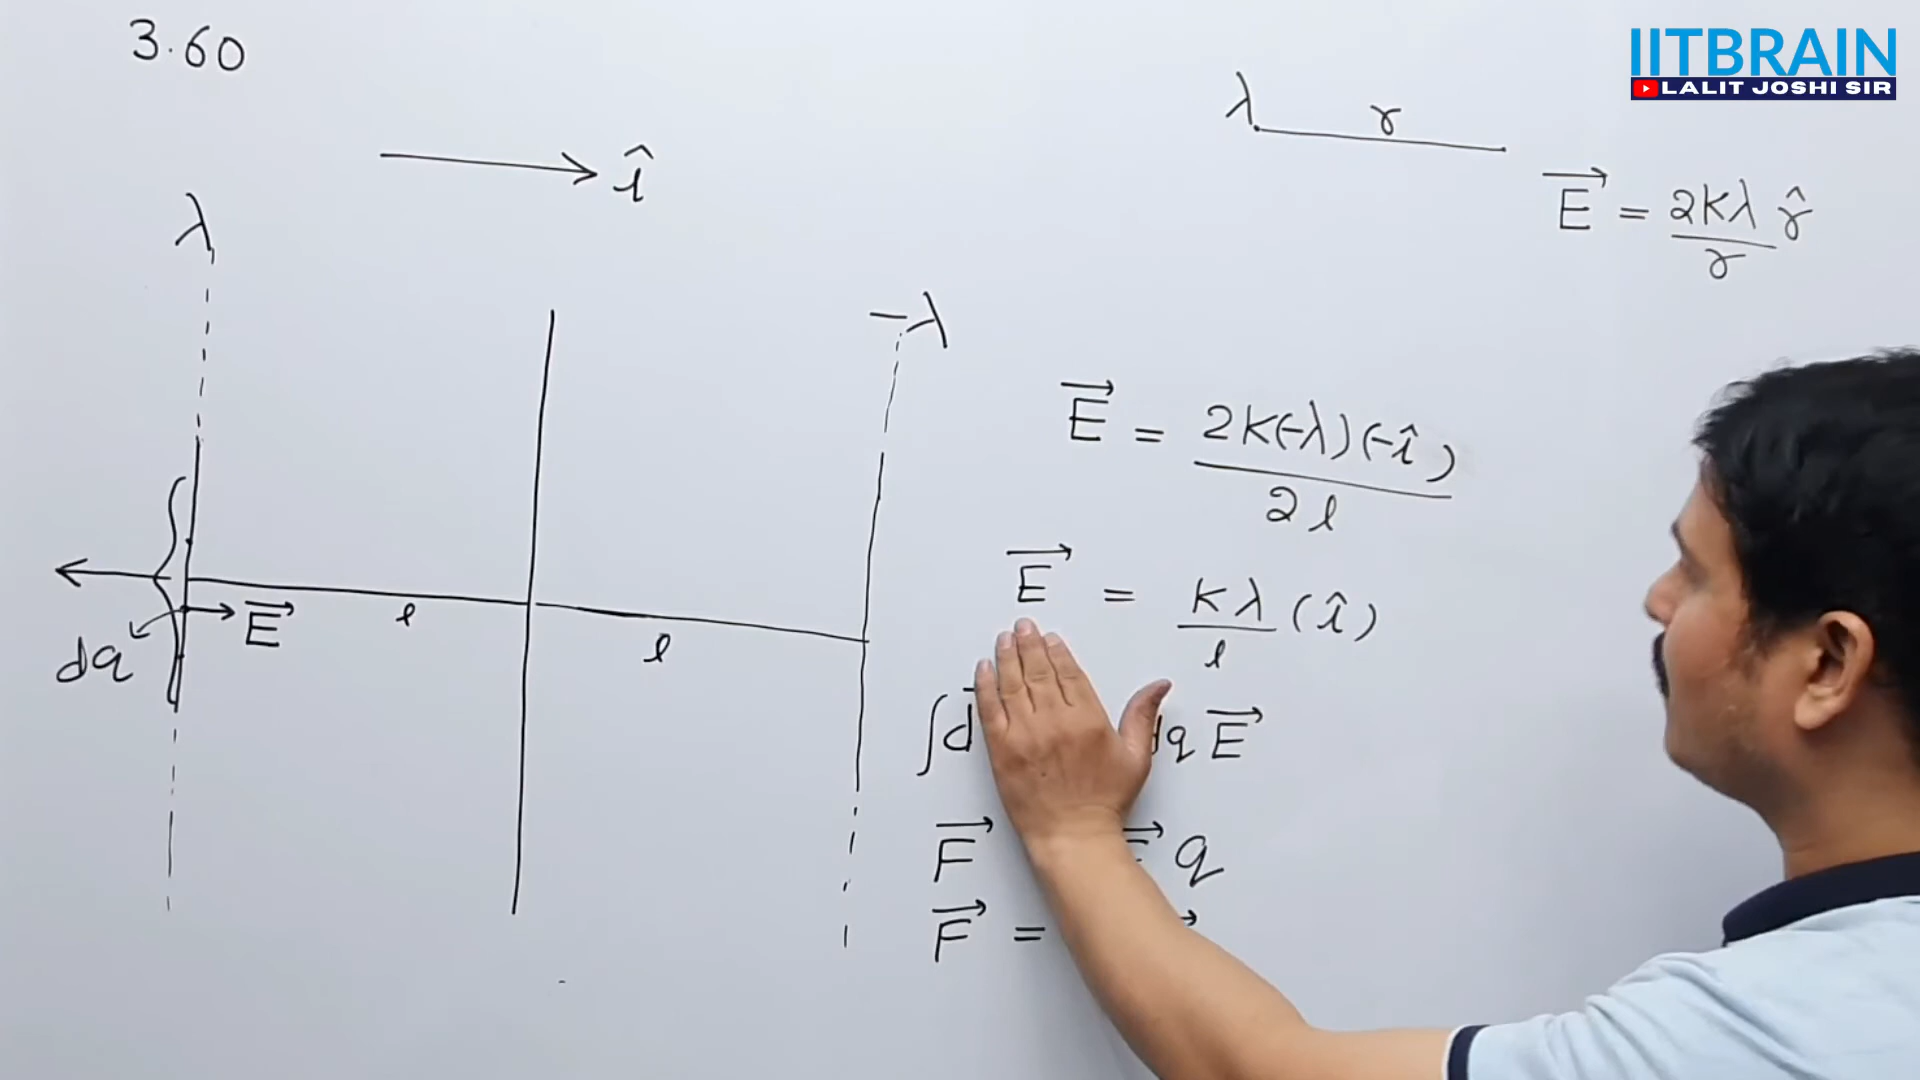 3.60
IITBRAIN
LALIT JOSHI SIR
λ r
î
E⃗ = 2Kλ/r r̂
λ
-λ
E⃗ = 2K(-λ)(-î)/2l
E⃗ = Kλ/l (î)
E⃗ l l
dq
∫d dq E⃗
F⃗ q
F⃗ =